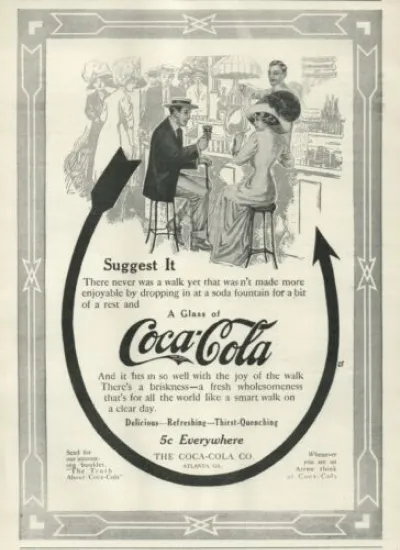 Suggest It
There never was a walk yet that wasn't made more
enjoyable by dropping in at a soda fountain for a bit
of a rest and
A Glass of
Coca-Cola
And it fits in so well with the joy of the walk
There's a briskness—a fresh wholesomeness
that's for all the world like a smart walk on
a clear day.
Delicious—Refreshing—Thirst-Quenching
5c Everywhere
THE COCA-COLA CO.
ATLANTA, GA.
Send for
our interest-
ing booklet,
"The Truth
About Coca-Cola"
Whenever
you see an
Arrow think
of Coca-Cola